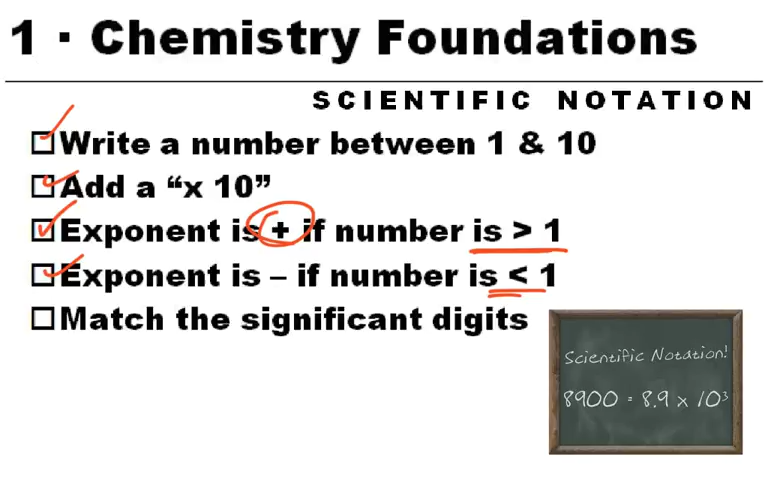 1 · Chemistry Foundations
SCIENTIFIC NOTATION
Write a number between 1 & 10
Add a “x 10”
Exponent is + if number is > 1
Exponent is – if number is < 1
Match the significant digits
Scientific Notation!
8900 = 8.9 x 10³